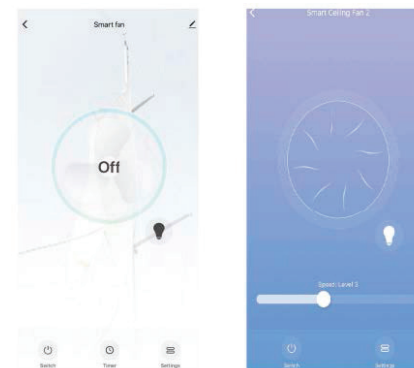 Smart fan
Off
Switch
Timer
Settings
Smart Ceiling Fan 2
Speed Level 3
Switch
Settings